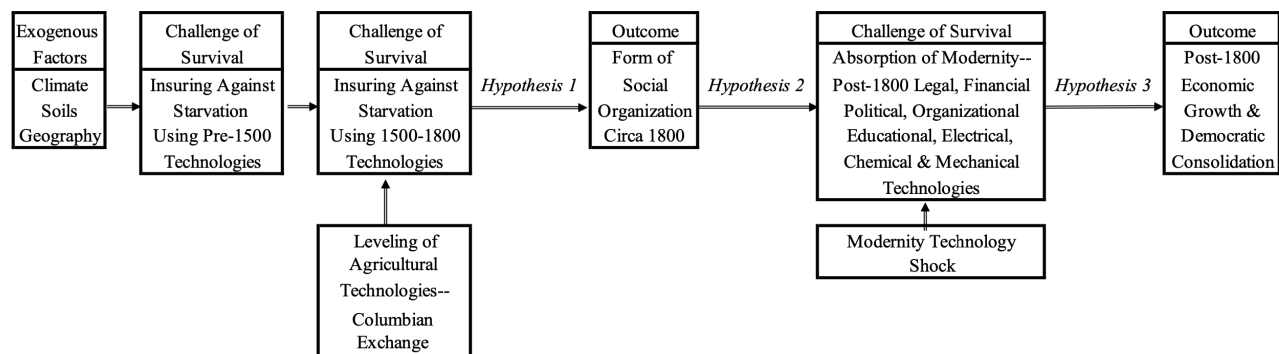 Exogenous
Factors
Climate
Soils
Geography
Challenge of
Survival
Insuring Against
Starvation
Using Pre-1500
Technologies
Challenge of
Survival
Insuring Against
Starvation
Using 1500-1800
Technologies
Leveling of
Agricultural
Technologies--
Columbian
Exchange
Hypothesis 1
Outcome
Form of
Social
Organization
Circa 1800
Hypothesis 2
Challenge of Survival
Absorption of Modernity--
Post-1800 Legal, Financial
Political, Organizational
Educational, Electrical,
Chemical & Mechanical
Technologies
Modernity Technology
Shock
Hypothesis 3
Outcome
Post-1800
Economic
Growth &
Democratic
Consolidation